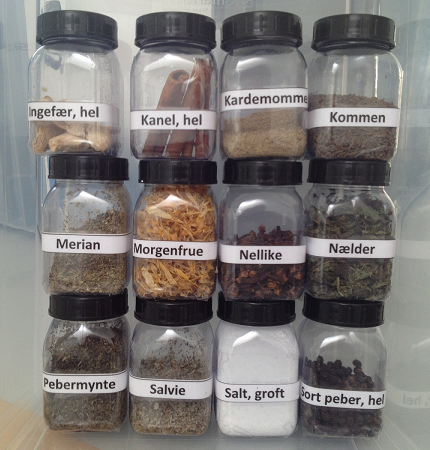 Ingefær, hel
Kanel, hel
Kardemomme
Kommen
Merian
Morgenfrue
Nellike
Nælder
Pebermynte
Salvie
Salt, groft
Sort peber, hel